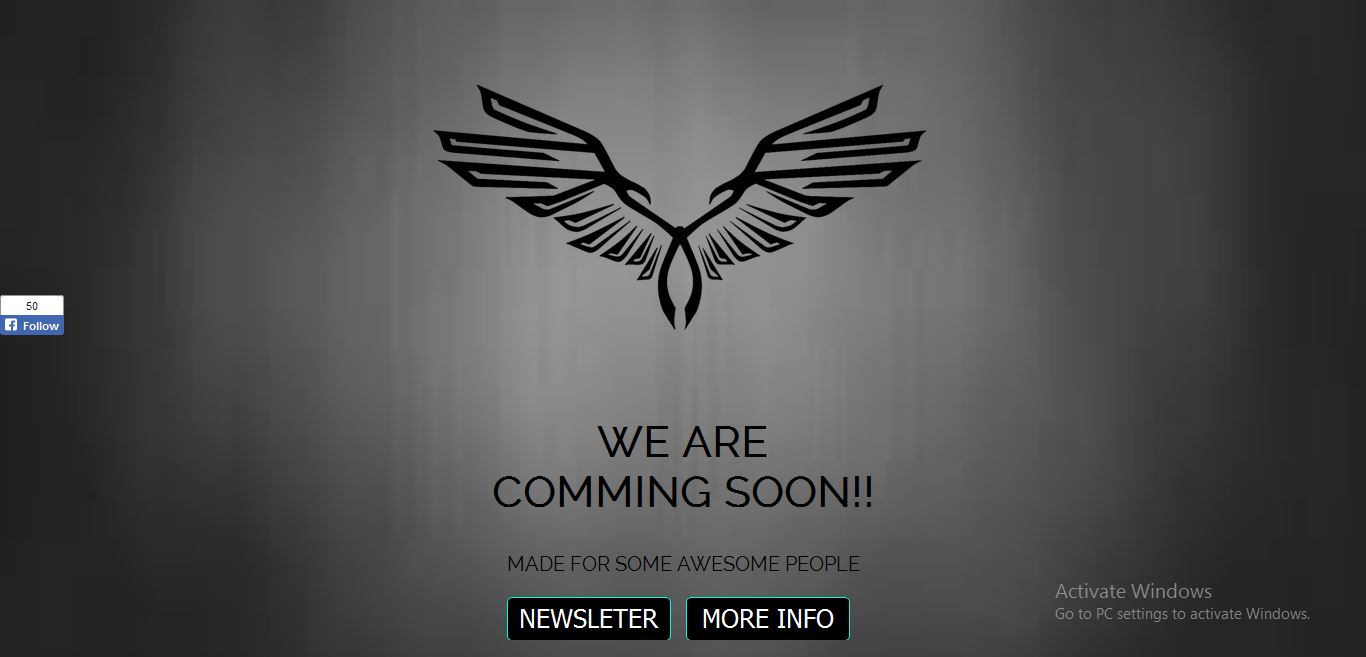 50
Follow
WE ARE
COMMING SOON!!
MADE FOR SOME AWESOME PEOPLE
NEWSLETER
MORE INFO
Activate Windows
Go to PC settings to activate Windows.